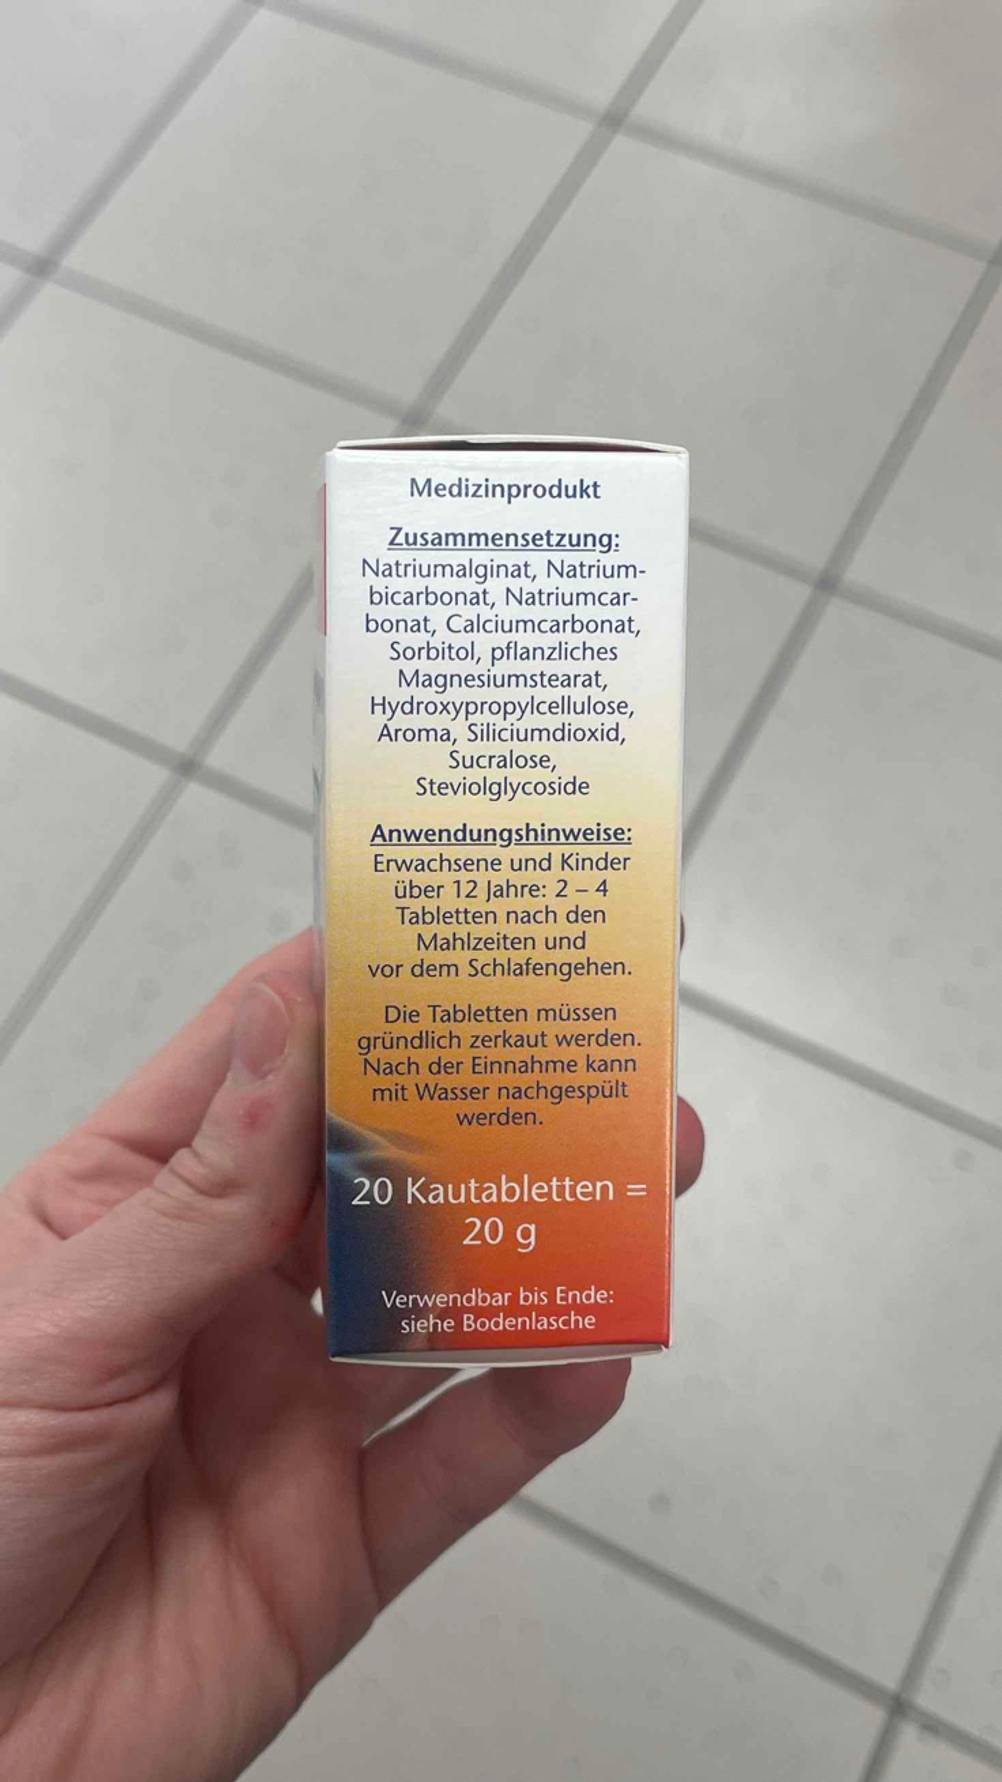 Medizinprodukt
Zusammensetzung:
Natriumalginat, Natrium-
bicarbonat, Natriumcar-
bonat, Calciumcarbonat,
Sorbitol, pflanzliches
Magnesiumstearat,
Hydroxypropylcellulose,
Aroma, Siliciumdioxid,
Sucralose,
Steviolglycoside
Anwendungshinweise:
Erwachsene und Kinder
über 12 Jahre: 2 – 4
Tabletten nach den
Mahlzeiten und
vor dem Schlafengehen.
Die Tabletten müssen
gründlich zerkaut werden.
Nach der Einnahme kann
mit Wasser nachgespült
werden.
20 Kautabletten =
20 g
Verwendbar bis Ende:
siehe Bodenlasche